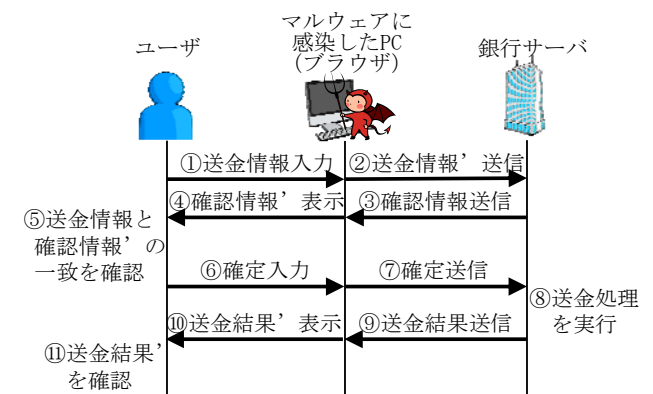 ユーザ
マルウェアに
感染したPC
(ブラウザ)
銀行サーバ
①送金情報入力
②送金情報’送信
④確認情報’表示
③確認情報送信
⑤送金情報と
確認情報’の
一致を確認
⑥確定入力
⑦確定送信
⑧送金処理
を実行
⑩送金結果’表示
⑨送金結果送信
⑪送金結果’
を確認